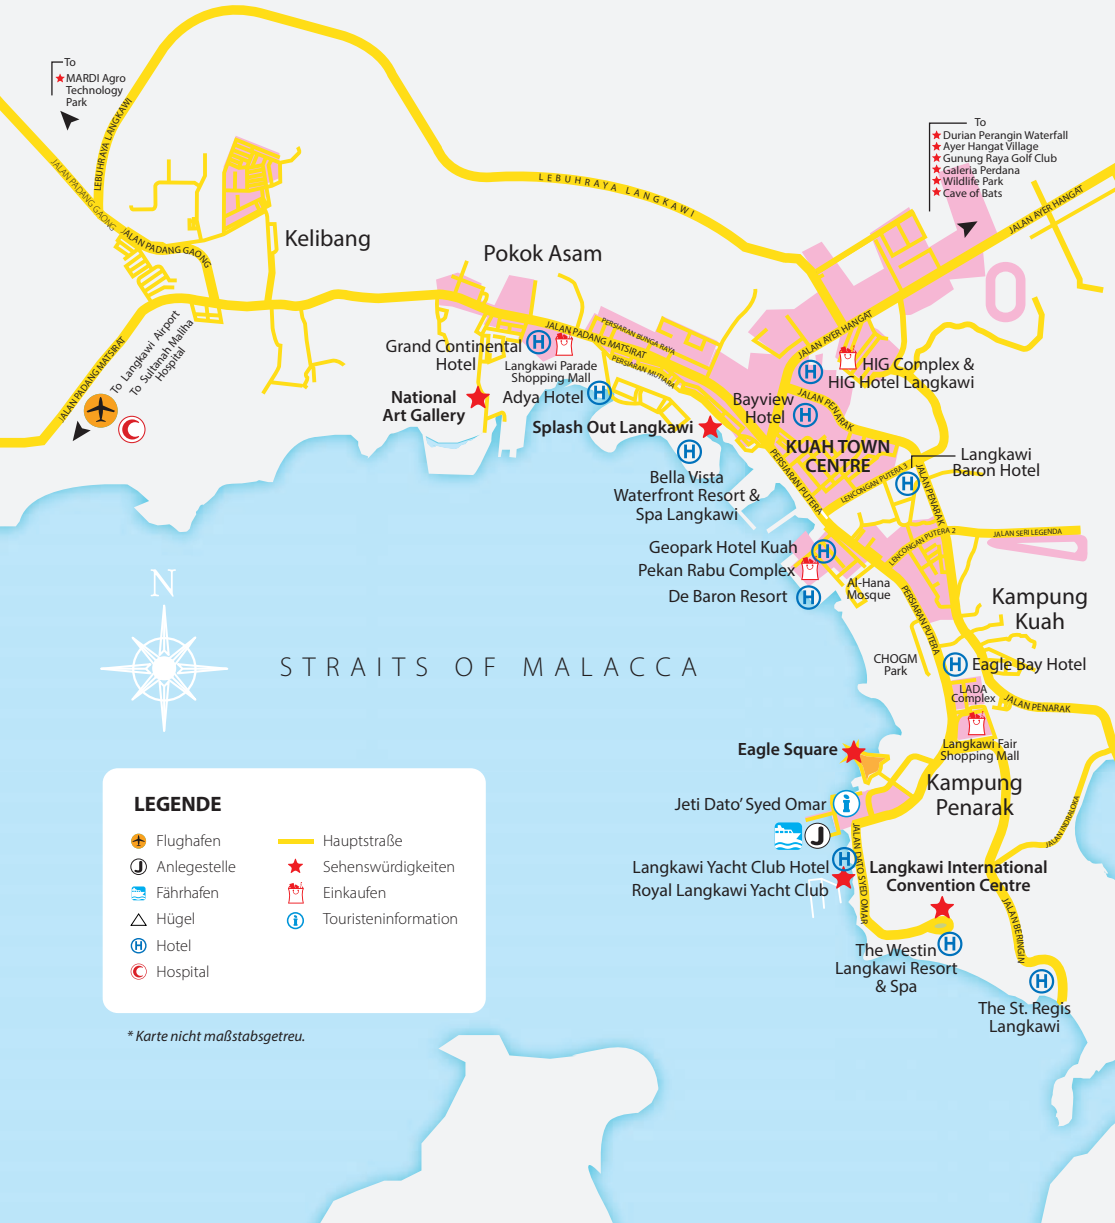 To
MARDI Agro
Technology
Park
LEBUHRAYA LANGKAWI
JALAN PADANG GAONG
JALAN PADANG GAONG
Kelibang
LEBUHRAYA LANGKAWI
To
Durian Perangin Waterfall
Ayer Hangat Village
Gunung Raya Golf Club
Galeria Perdana
Wildlife Park
Cave of Bats
JALAN AYER HANGAT
Pokok Asam
JALAN PADANG MATSIRAT
To Langkawi Airport
To Sultanah Maliha
Hospital
JALAN PADANG MATSIRAT
PERSIARAN BUNGA RAYA
PERSIARAN MUTIARA
JALAN AYER HANGAT
Grand Continental
Hotel
H
Langkawi Parade
Shopping Mall
National
Art Gallery
Adya Hotel
H
Splash Out Langkawi
H
HIG Complex &
HIG Hotel Langkawi
H
Bayview
Hotel
H
JALAN PENARAK
KUAH TOWN
CENTRE
Bella Vista
Waterfront Resort &
Spa Langkawi
PERSIARAN PUTERA
LENCONGAN PUTERA 3
H
Langkawi
Baron Hotel
JALAN PENARAK
LENCONGAN PUTERA 2
JALAN SERI LEGENDA
Geopark Hotel Kuah
H
Pekan Rabu Complex
De Baron Resort
H
Al-Hana
Mosque
PERSIARAN PUTERA
Kampung
Kuah
N
STRAITS OF MALACCA
CHOGM
Park
H
Eagle Bay Hotel
LADA
Complex
JALAN PENARAK
Langkawi Fair
Shopping Mall
Eagle Square
Kampung
Penarak
Jeti Dato' Syed Omar
i
J
JALAN DATO SYED OMAR
JALAN INDRALOKA
Langkawi Yacht Club Hotel
H
Royal Langkawi Yacht Club
Langkawi International
Convention Centre
JALAN BERINGIN
The Westin
Langkawi Resort
& Spa
H
H
The St. Regis
Langkawi
LEGENDE
Flughafen
J Anlegestelle
Fährhafen
Hügel
H Hotel
Hospital
Hauptstraße
Sehenswürdigkeiten
Einkaufen
i Touristeninformation
* Karte nicht maßstabsgetreu.